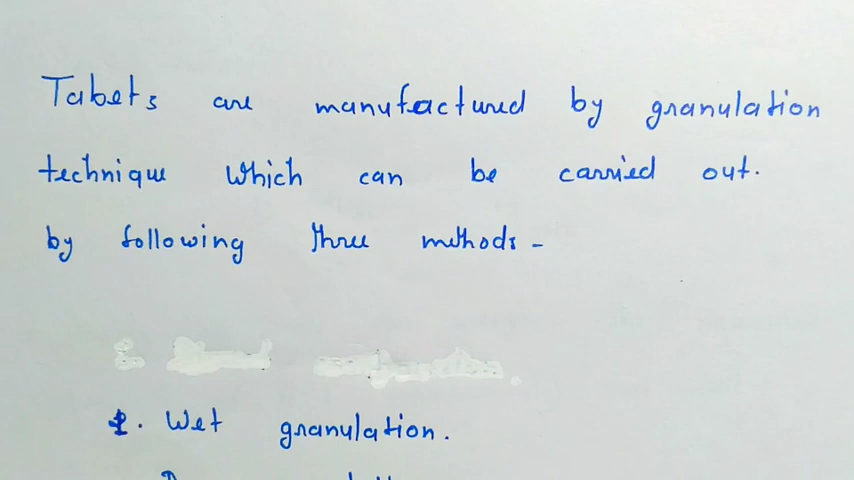 Tabets are manufactured by granulation
technique which can be carried out.
by following three methods -
1. Wet granulation.